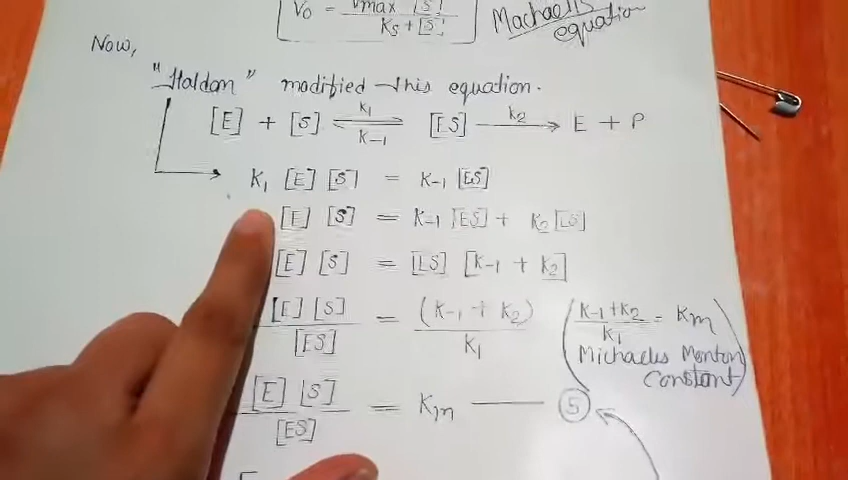 V0 = Vmax [S] / Ks + [S]
Machaelis equation
Now,
"Haldan" modified this equation.
[E] + [S] ⇌ [ES] → E + P
K1
K-1
K2
K1 [E] [S] = K-1 [ES]
[E] [S] = K-1 [ES] + K2 [ES]
[E] [S] = [ES] [K-1 + K2]
[E] [S] / [ES] = (K-1 + K2) / K1
(K-1+K2 / K1 = Km
Michaelis Menton
Constant)
[E] [S] / [ES] = Km —— 5